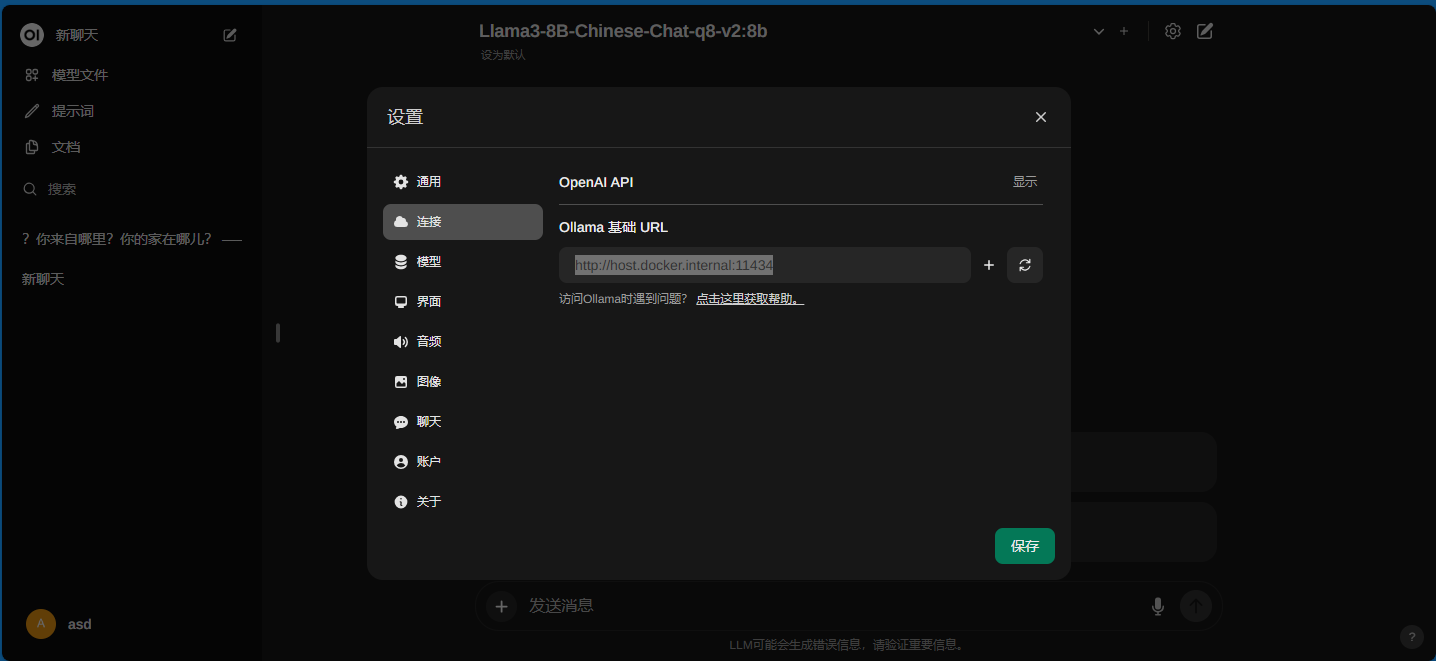 OI 新聊天
模型文件
提示词
文档
搜索
？你来自哪里？你的家在哪儿？ ——
新聊天
A asd
Llama3-8B-Chinese-Chat-q8-v2:8b
设为默认
设置
通用
连接
模型
界面
音频
图像
聊天
账户
关于
OpenAI API 显示
Ollama 基础 URL
http://host.docker.internal:11434
访问Ollama时遇到问题？ 点击这里获取帮助。
保存
发送消息
LLM可能会生成错误信息，请验证重要信息。
?